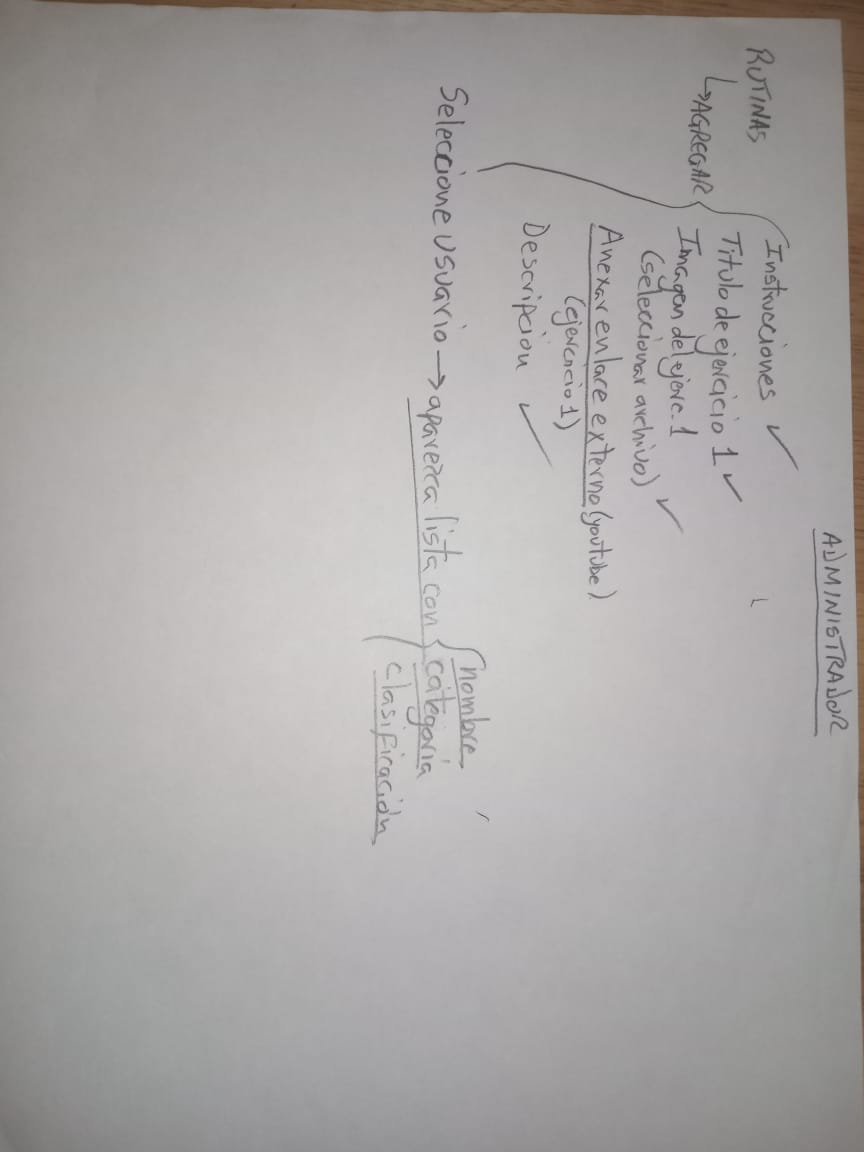 ADMINISTRADOR
RUTINAS
AGREGAR
Instrucciones
Titulo de ejercicio 1
Imagen del ejerc. 1
(seleccionar archivo)
Anexar enlace externo (youtube)
(ejercicio 1)
Descripcion
Seleccione usuario → aparezca lista con
nombre
categoría
clasificación